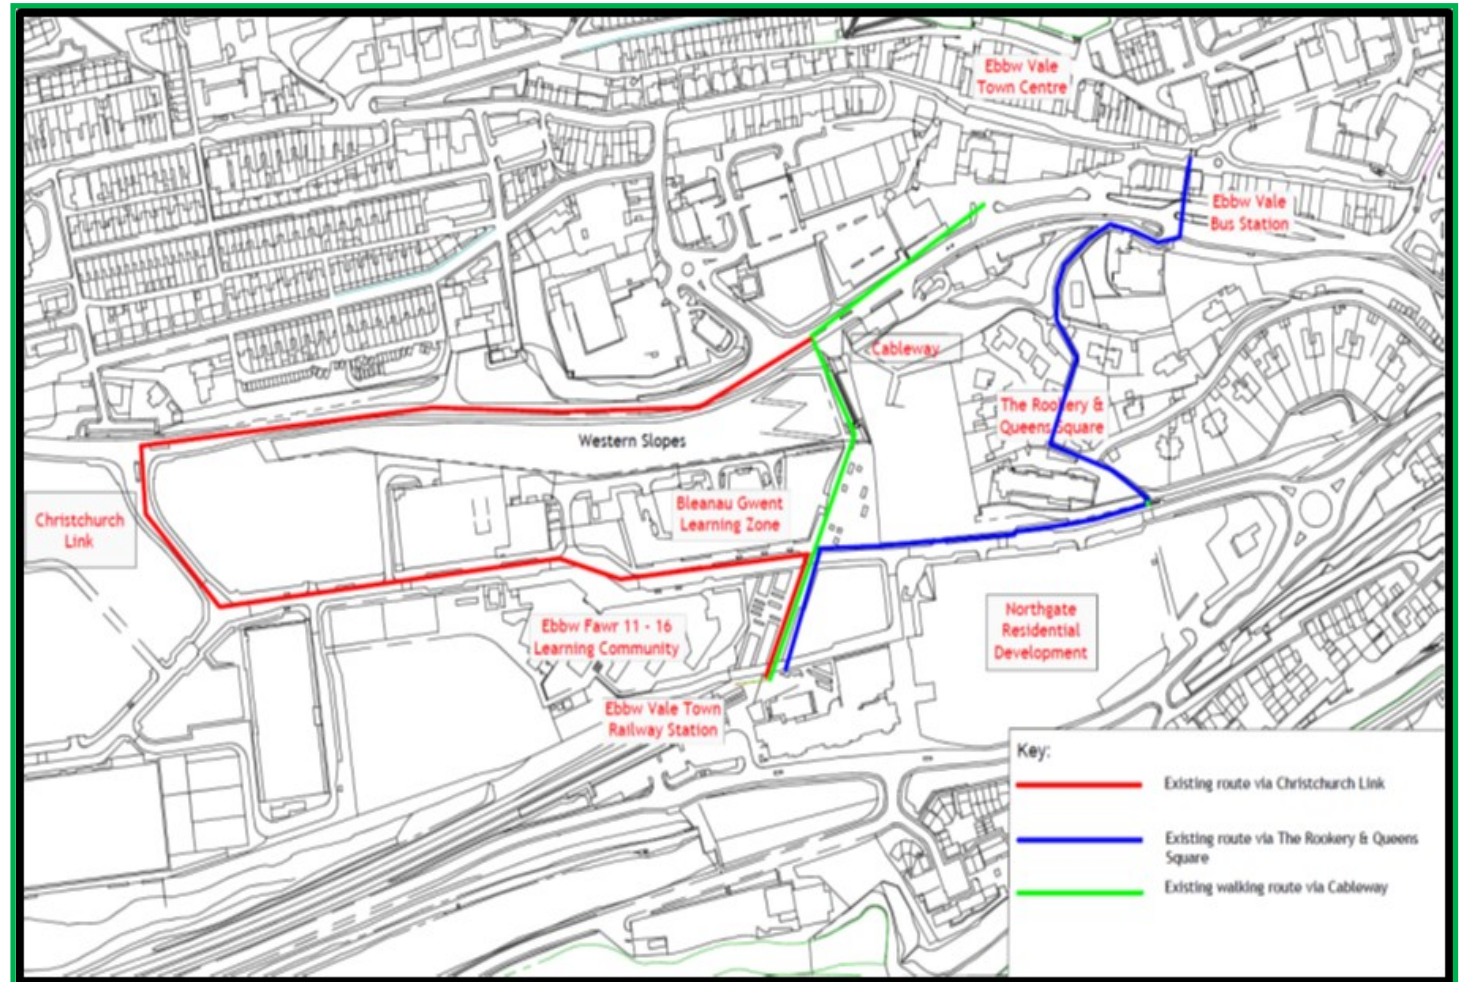 Ebbw Vale
Town Centre
Ebbw Vale
Bus Station
Cableway
The Rookery &
Queens Square
Western Slopes
Bleanau Gwent
Learning Zone
Christchurch
Link
Ebbw Fawr 11 - 16
Learning Community
Northgate
Residential
Development
Ebbw Vale Town
Railway Station
Key:
Existing route via Christchurch Link
Existing route via The Rookery & Queens
Square
Existing walking route via Cableway